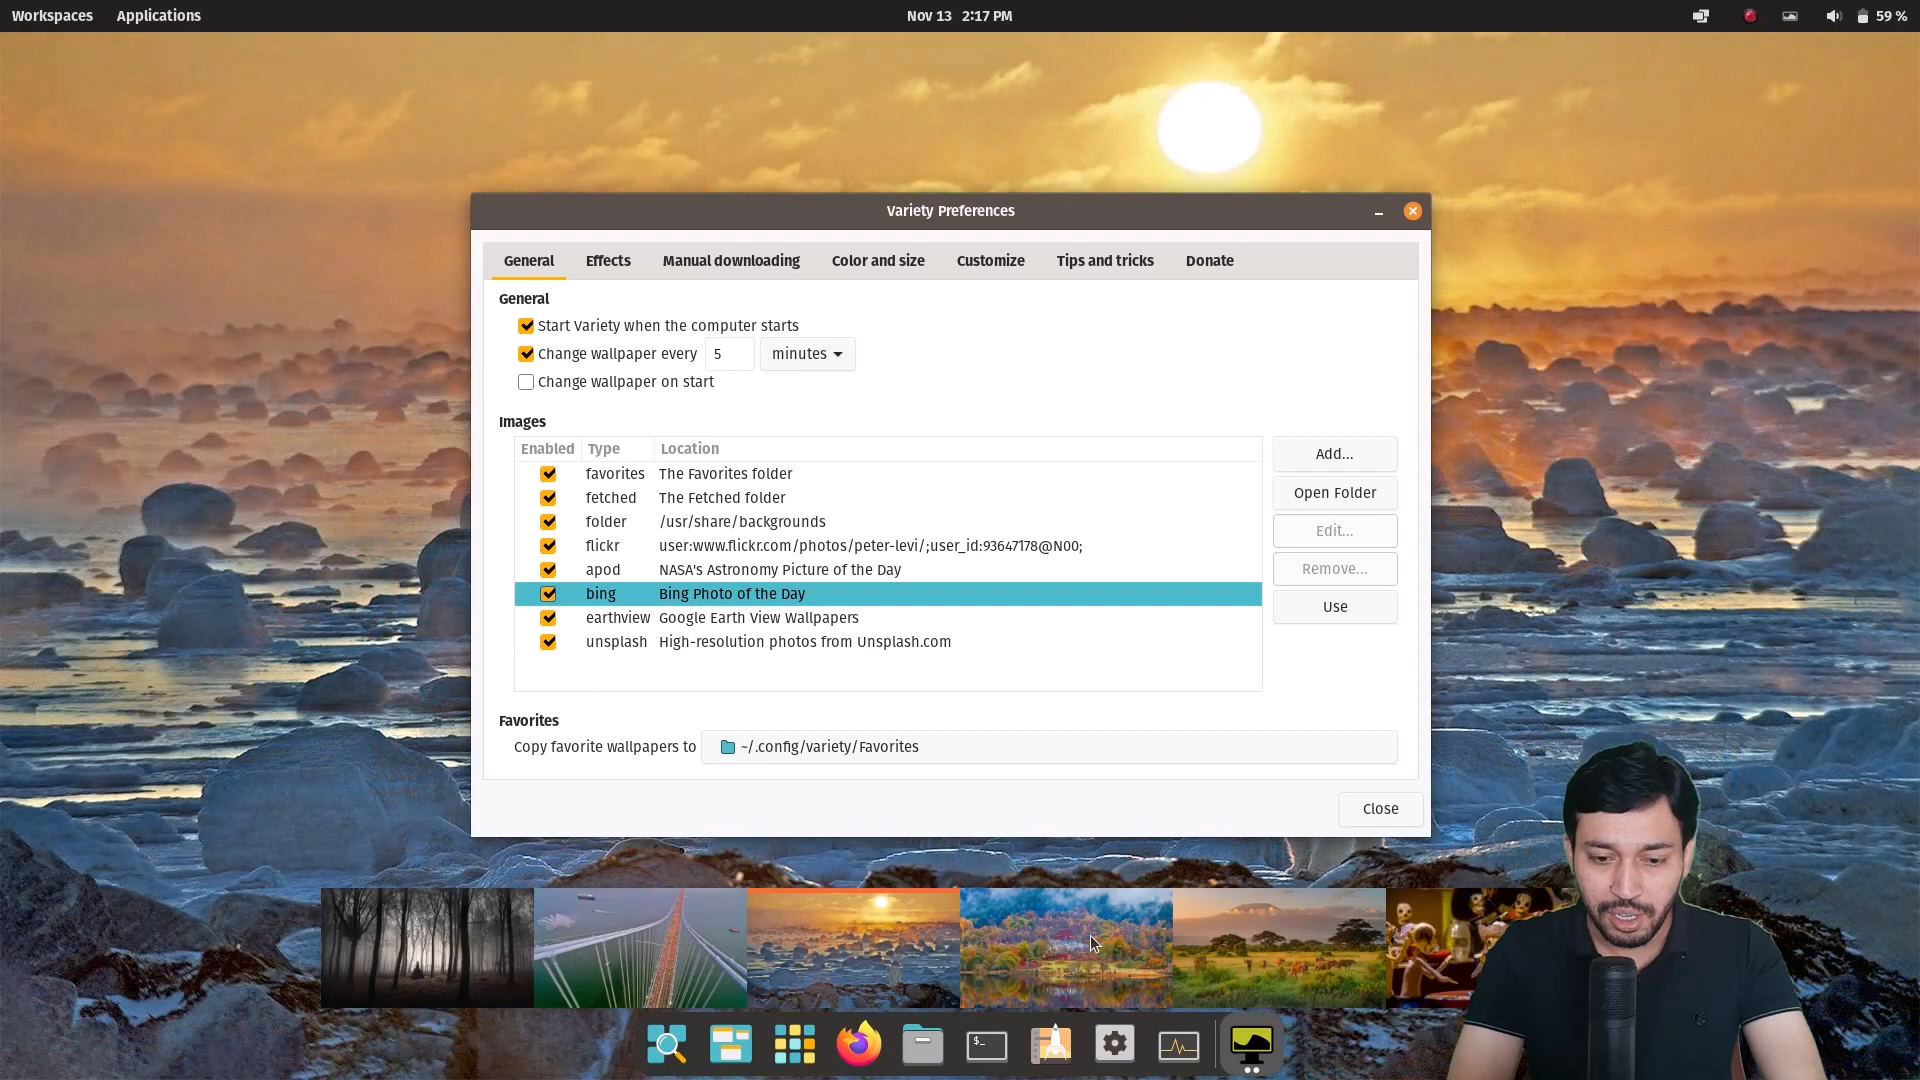 Workspaces Applications Nov 13 2:17 PM 59 %
Variety Preferences
General Effects Manual downloading Color and size Customize Tips and tricks Donate
General
Start Variety when the computer starts
Change wallpaper every 5 minutes
Change wallpaper on start
Images
Enabled Type Location
favorites The Favorites folder
fetched The Fetched folder
folder /usr/share/backgrounds
flickr user:www.flickr.com/photos/peter-levi/;user_id:93647178@N00;
apod NASA's Astronomy Picture of the Day
bing Bing Photo of the Day
earthview Google Earth View Wallpapers
unsplash High-resolution photos from Unsplash.com
Add...
Open Folder
Edit...
Remove...
Use
Favorites
Copy favorite wallpapers to ~/.config/variety/Favorites
Close
$_